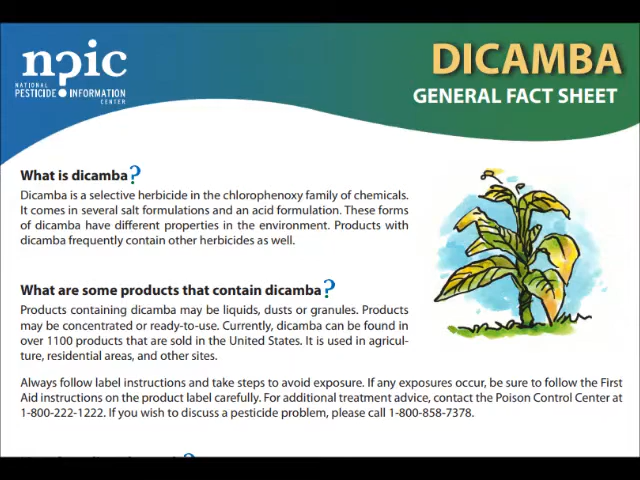 npic
NATIONAL
PESTICIDE INFORMATION
CENTER
DICAMBA
GENERAL FACT SHEET
What is dicamba?
Dicamba is a selective herbicide in the chlorophenoxy family of chemicals.
It comes in several salt formulations and an acid formulation. These forms
of dicamba have different properties in the environment. Products with
dicamba frequently contain other herbicides as well.
What are some products that contain dicamba?
Products containing dicamba may be liquids, dusts or granules. Products
may be concentrated or ready-to-use. Currently, dicamba can be found in
over 1100 products that are sold in the United States. It is used in agricul-
ture, residential areas, and other sites.
Always follow label instructions and take steps to avoid exposure. If any exposures occur, be sure to follow the First
Aid instructions on the product label carefully. For additional treatment advice, contact the Poison Control Center at
1-800-222-1222. If you wish to discuss a pesticide problem, please call 1-800-858-7378.